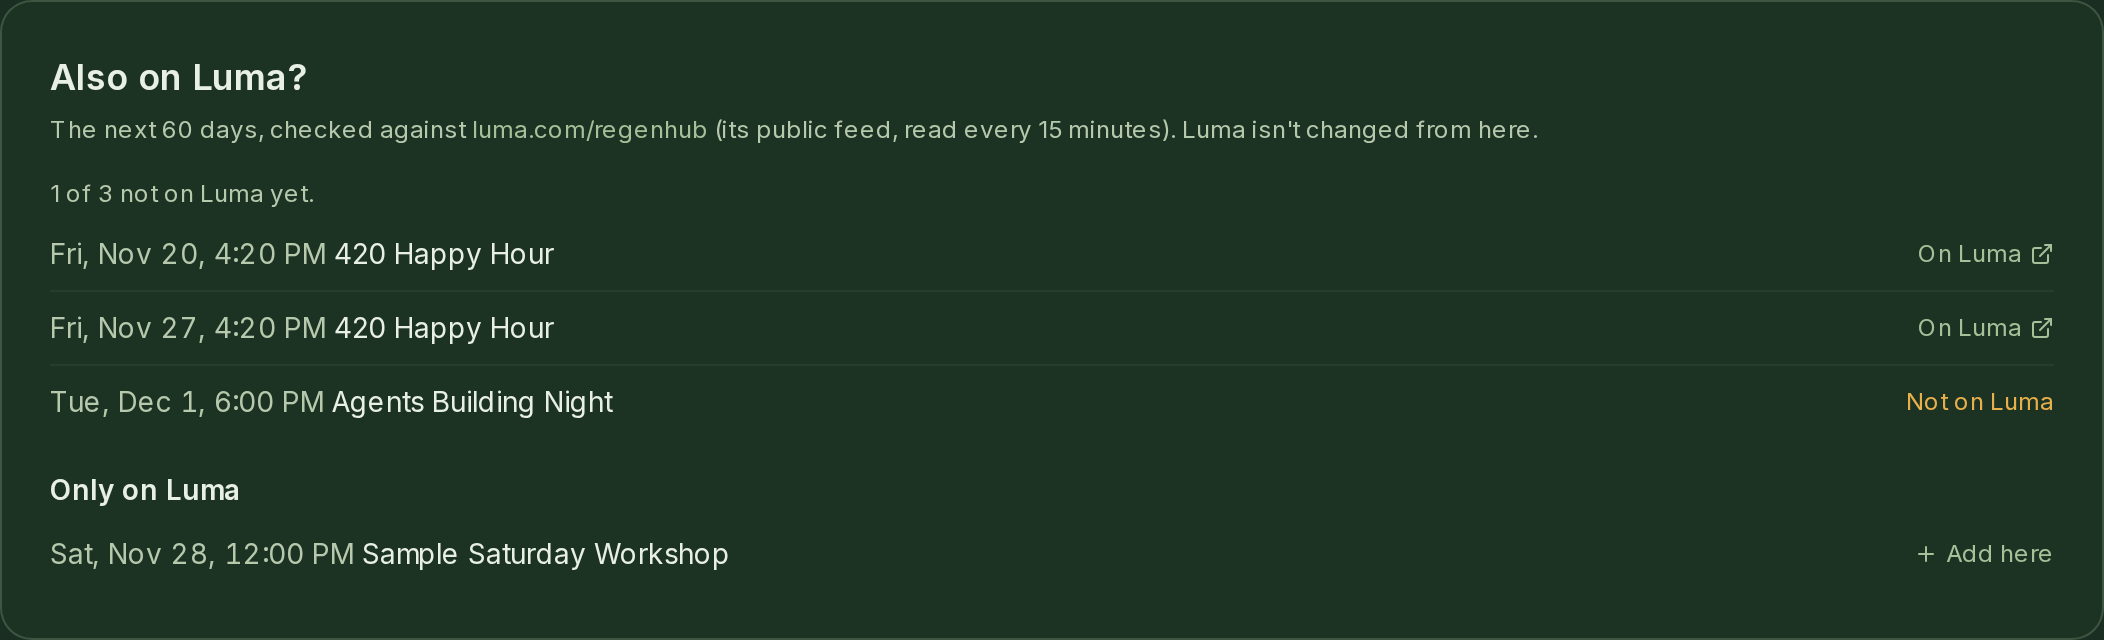 Also on Luma?
The next 60 days, checked against luma.com/regenhub (its public feed, read every 15 minutes). Luma isn't changed from here.
1 of 3 not on Luma yet.
Fri, Nov 20, 4:20 PM 420 Happy Hour On Luma
Fri, Nov 27, 4:20 PM 420 Happy Hour On Luma
Tue, Dec 1, 6:00 PM Agents Building Night Not on Luma
Only on Luma
Sat, Nov 28, 12:00 PM Sample Saturday Workshop + Add here